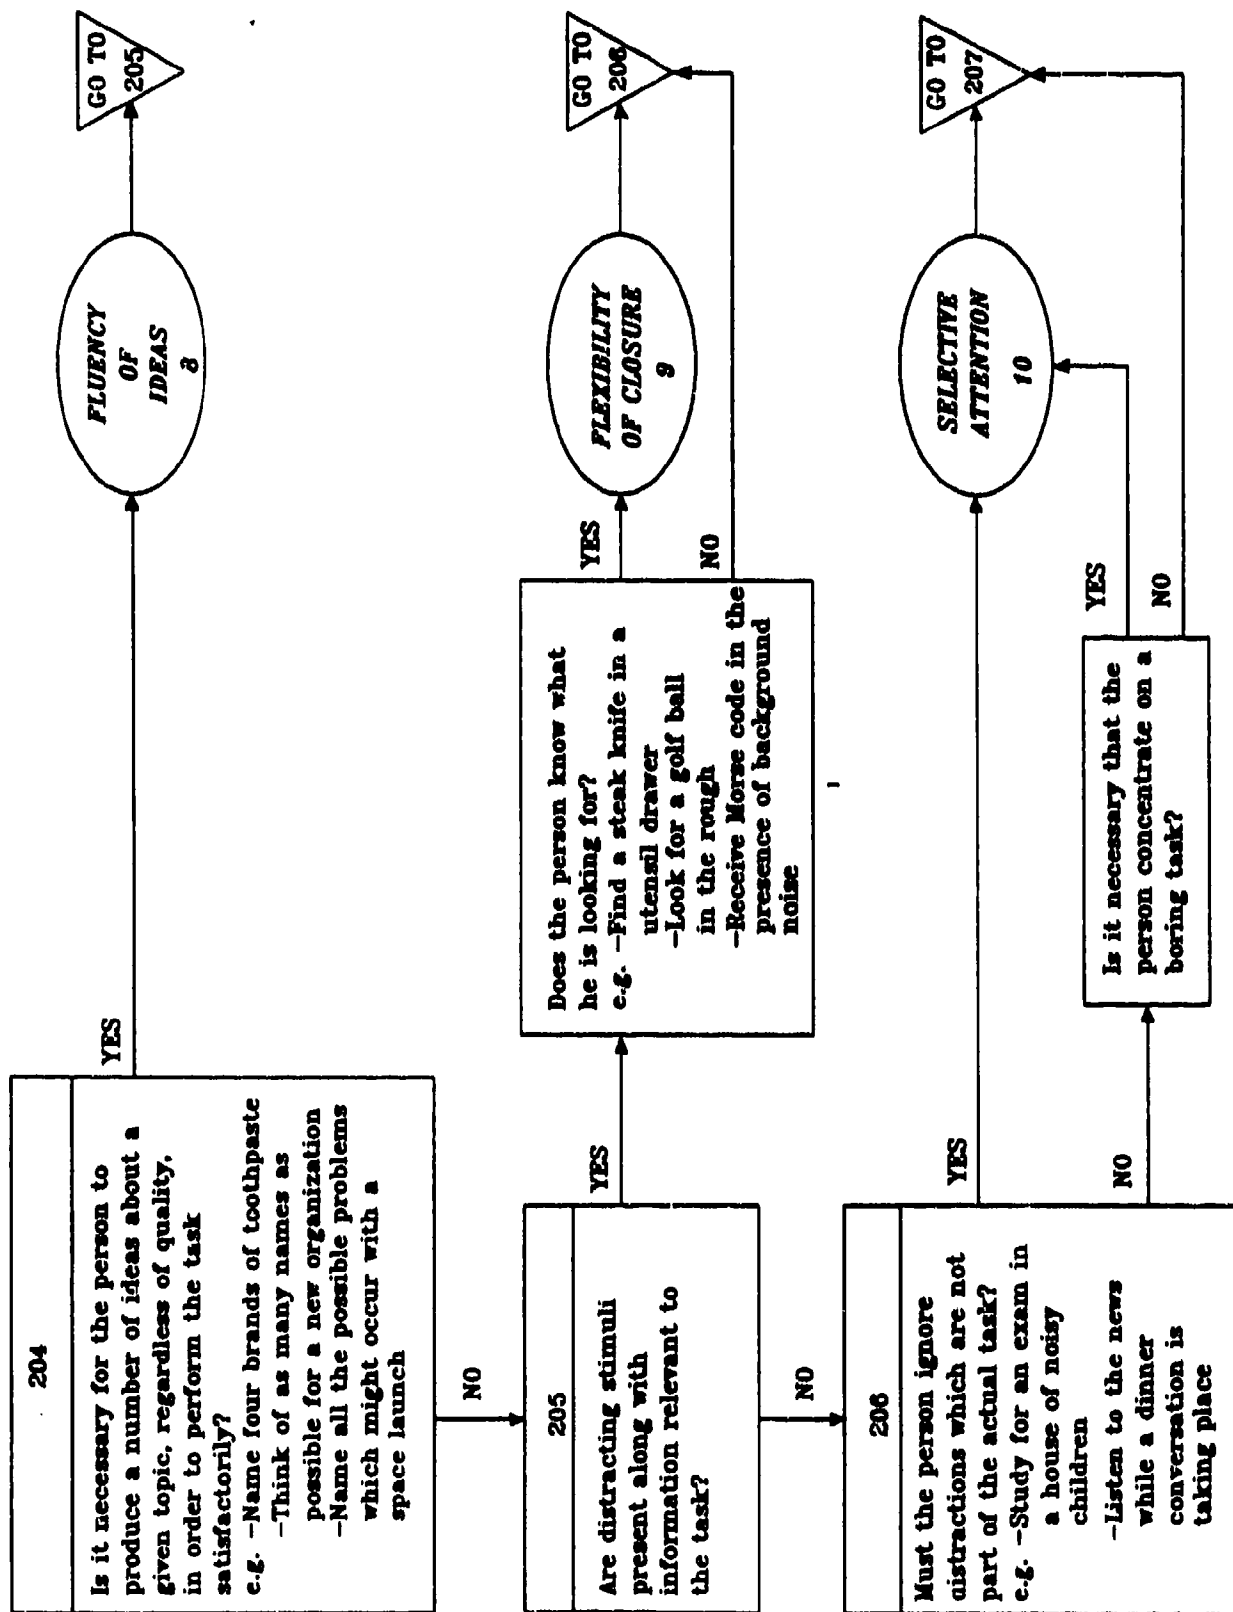 204
Is it necessary for the person to
produce a number of ideas about a
given topic, regardless of quality,
in order to perform the task
satisfactorily?
e.g. -Name four brands of toothpaste
-Think of as many names as
possible for a new organization
-Name all the possible problems
which might occur with a
space launch
YES
FLUENCY
OF
IDEAS
8
GO TO
205
NO
205
Are distracting stimuli
present along with
information relevant to
the task?
YES
Does the person know what
he is looking for?
e.g. -Find a steak knife in a
utensil drawer
-Look for a golf ball
in the rough
-Receive Morse code in the
presence of background
noise
YES
NO
FLEXIBILITY
OF CLOSURE
9
GO TO
206
NO
206
Must the person ignore
distractions which are not
part of the actual task?
e.g. -Study for an exam in
a house of noisy
children
-Listen to the news
while a dinner
conversation is
taking place
YES
NO
Is it necessary that the
person concentrate on a
boring task?
YES
NO
SELECTIVE
ATTENTION
10
GO TO
207